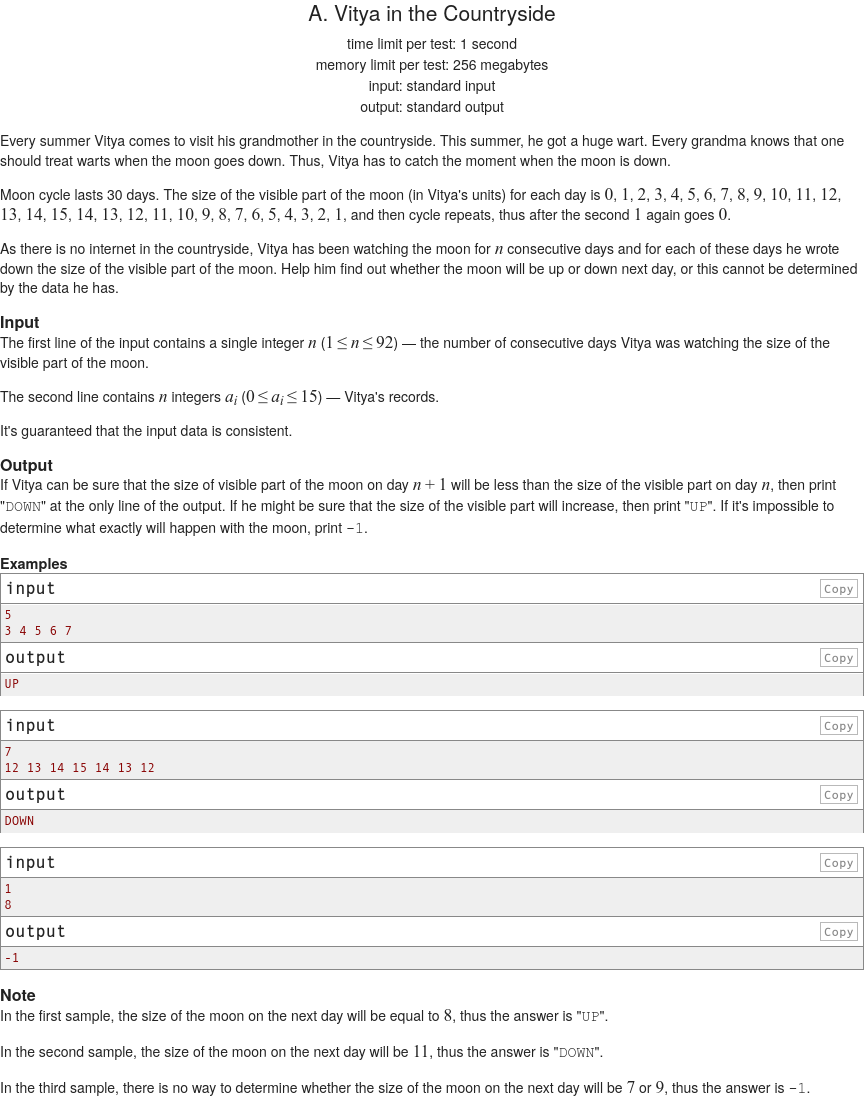 A. Vitya in the Countryside
time limit per test: 1 second
memory limit per test: 256 megabytes
input: standard input
output: standard output
Every summer Vitya comes to visit his grandmother in the countryside. This summer, he got a huge wart. Every grandma knows that one
should treat warts when the moon goes down. Thus, Vitya has to catch the moment when the moon is down.
Moon cycle lasts 30 days. The size of the visible part of the moon (in Vitya's units) for each day is 0, 1, 2, 3, 4, 5, 6, 7, 8, 9, 10, 11, 12,
13, 14, 15, 14, 13, 12, 11, 10, 9, 8, 7, 6, 5, 4, 3, 2, 1, and then cycle repeats, thus after the second 1 again goes 0.
As there is no internet in the countryside, Vitya has been watching the moon for n consecutive days and for each of these days he wrote
down the size of the visible part of the moon. Help him find out whether the moon will be up or down next day, or this cannot be determined
by the data he has.
Input
The first line of the input contains a single integer n (1 ≤ n ≤ 92) — the number of consecutive days Vitya was watching the size of the
visible part of the moon.
The second line contains n integers ai (0 ≤ ai ≤ 15) — Vitya's records.
It's guaranteed that the input data is consistent.
Output
If Vitya can be sure that the size of visible part of the moon on day n + 1 will be less than the size of the visible part on day n, then print
"DOWN" at the only line of the output. If he might be sure that the size of the visible part will increase, then print "UP". If it's impossible to
determine what exactly will happen with the moon, print -1.
Examples
input Copy
5
3 4 5 6 7
output Copy
UP
input Copy
7
12 13 14 15 14 13 12
output Copy
DOWN
input Copy
1
8
output Copy
-1
Note
In the first sample, the size of the moon on the next day will be equal to 8, thus the answer is "UP".
In the second sample, the size of the moon on the next day will be 11, thus the answer is "DOWN".
In the third sample, there is no way to determine whether the size of the moon on the next day will be 7 or 9, thus the answer is -1.